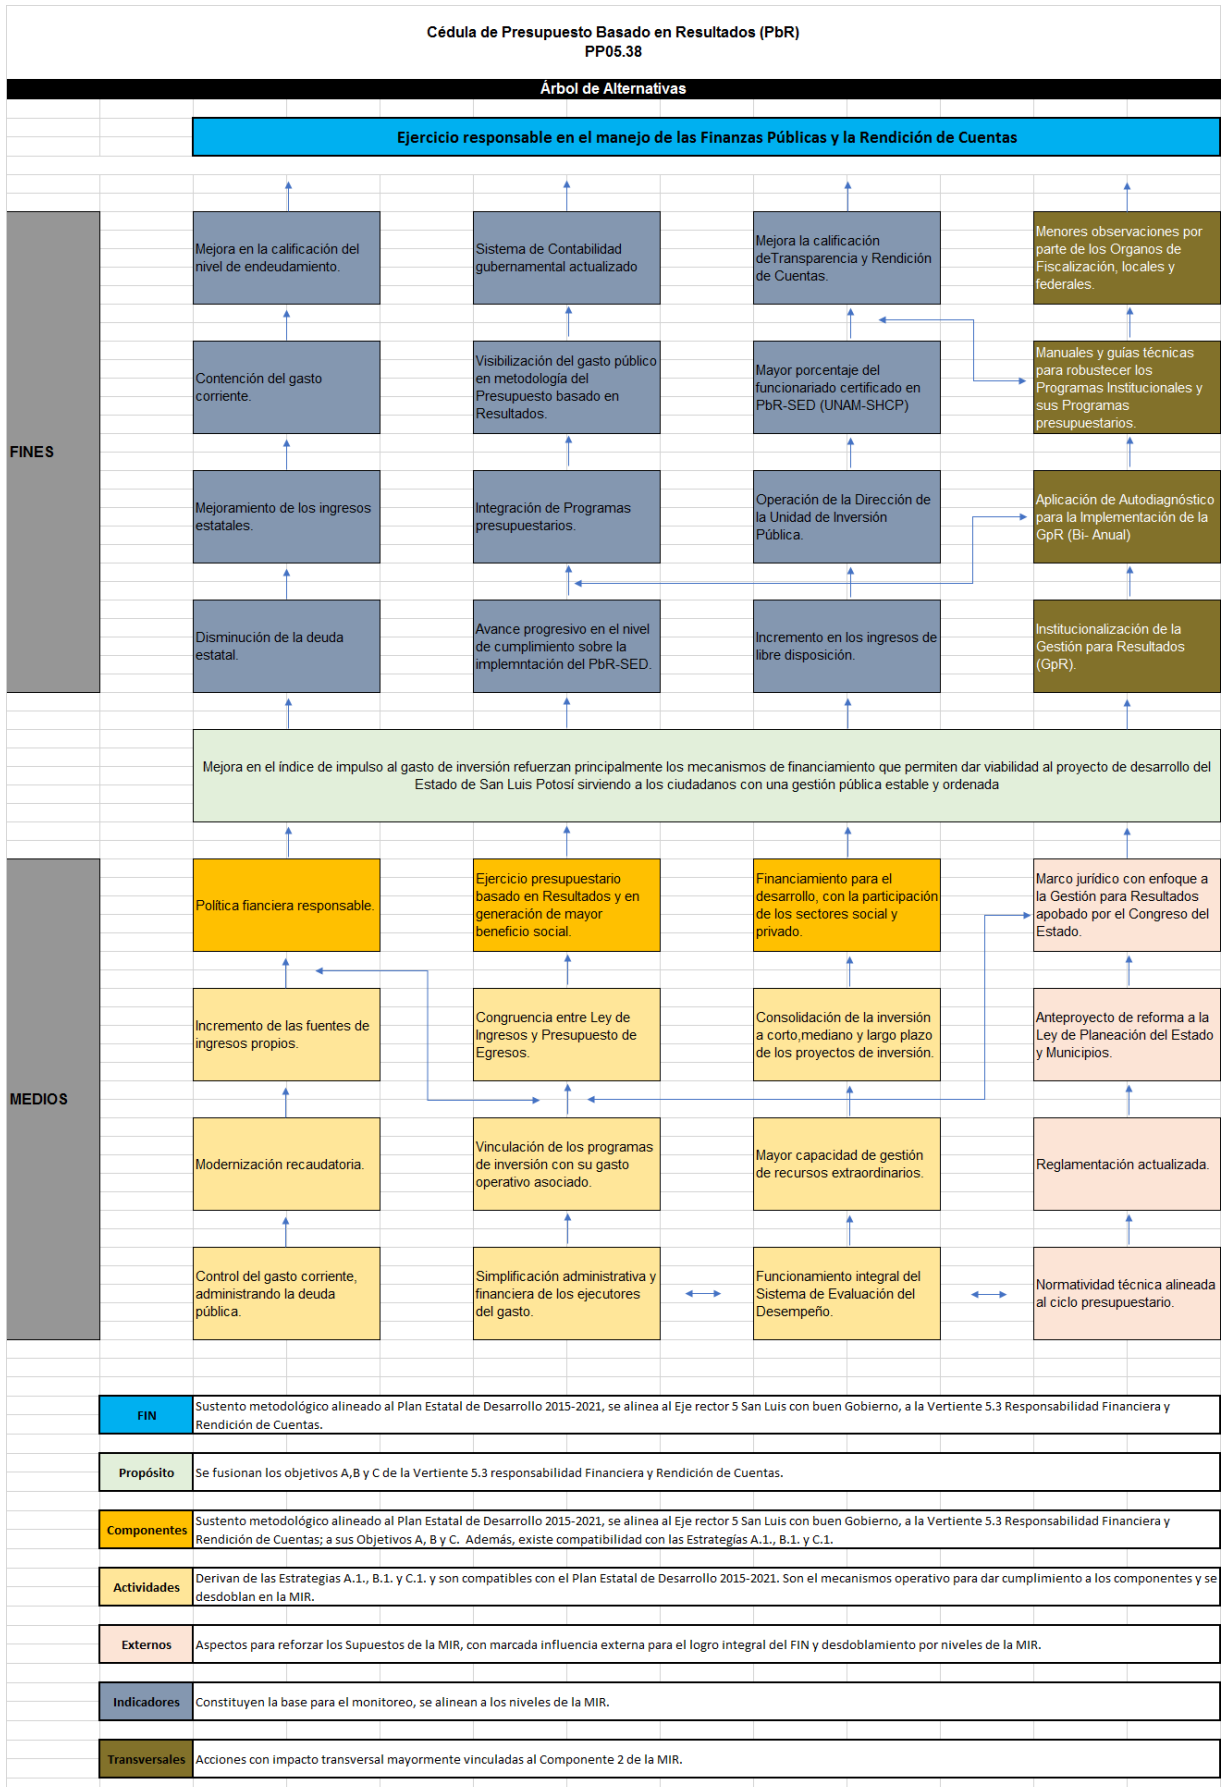 Cédula de Presupuesto Basado en Resultados (PbR)
PP05.38
Árbol de Alternativas
Ejercicio responsable en el manejo de las Finanzas Públicas y la Rendición de Cuentas
FINES
Mejora en la calificación del
nivel de endeudamiento.
Sistema de Contabilidad
gubernamental actualizado
Mejora la calificación
deTransparencia y Rendición
de Cuentas.
Menores observaciones por
parte de los Organos de
Fiscalización, locales y
federales.
Contención del gasto
corriente.
Visibilización del gasto público
en metodología del
Presupuesto basado en
Resultados.
Mayor porcentaje del
funcionariado certificado en
PbR-SED (UNAM-SHCP)
Manuales y guías técnicas
para robustecer los
Programas Institucionales y
sus Programas
presupuestarios.
Mejoramiento de los ingresos
estatales.
Integración de Programas
presupuestarios.
Operación de la Dirección de
la Unidad de Inversión
Pública.
Aplicación de Autodiagnóstico
para la Implementación de la
GpR (Bi- Anual)
Disminución de la deuda
estatal.
Avance progresivo en el nivel
de cumplimiento sobre la
implemntación del PbR-SED.
Incremento en los ingresos de
libre disposición.
Institucionalización de la
Gestión para Resultados
(GpR).
Mejora en el índice de impulso al gasto de inversión refuerzan principalmente los mecanismos de financiamiento que permiten dar viabilidad al proyecto de desarrollo del
Estado de San Luis Potosí sirviendo a los ciudadanos con una gestión pública estable y ordenada
MEDIOS
Política fianciera responsable.
Ejercicio presupuestario
basado en Resultados y en
generación de mayor
beneficio social.
Financiamiento para el
desarrollo, con la participación
de los sectores social y
privado.
Marco jurídico con enfoque a
la Gestión para Resultados
apobado por el Congreso del
Estado.
Incremento de las fuentes de
ingresos propios.
Congruencia entre Ley de
Ingresos y Presupuesto de
Egresos.
Consolidación de la inversión
a corto,mediano y largo plazo
de los proyectos de inversión.
Anteproyecto de reforma a la
Ley de Planeación del Estado
y Municipios.
Modernización recaudatoria.
Vinculación de los programas
de inversión con su gasto
operativo asociado.
Mayor capacidad de gestión
de recursos extraordinarios.
Reglamentación actualizada.
Control del gasto corriente,
administrando la deuda
pública.
Simplificación administrativa y
financiera de los ejecutores
del gasto.
Funcionamiento integral del
Sistema de Evaluación del
Desempeño.
Normatividad técnica alineada
al ciclo presupuestario.
FIN
Sustento metodológico alineado al Plan Estatal de Desarrollo 2015-2021, se alinea al Eje rector 5 San Luis con buen Gobierno, a la Vertiente 5.3 Responsabilidad Financiera y
Rendición de Cuentas.
Propósito
Se fusionan los objetivos A,B y C de la Vertiente 5.3 responsabilidad Financiera y Rendición de Cuentas.
Componentes
Sustento metodológico alineado al Plan Estatal de Desarrollo 2015-2021, se alinea al Eje rector 5 San Luis con buen Gobierno, a la Vertiente 5.3 Responsabilidad Financiera y
Rendición de Cuentas; a sus Objetivos A, B y C.  Además, existe compatibilidad con las Estrategías A.1., B.1. y C.1.
Actividades
Derivan de las Estrategias A.1., B.1. y C.1. y son compatibles con el Plan Estatal de Desarrollo 2015-2021. Son el mecanismos operativo para dar cumplimiento a los componentes y se
desdoblan en la MIR.
Externos
Aspectos para reforzar los Supuestos de la MIR, con marcada influencia externa para el logro integral del FIN y desdoblamiento por niveles de la MIR.
Indicadores
Constituyen la base para el monitoreo, se alinean a los niveles de la MIR.
Transversales
Acciones con impacto transversal mayormente vinculadas al Componente 2 de la MIR.